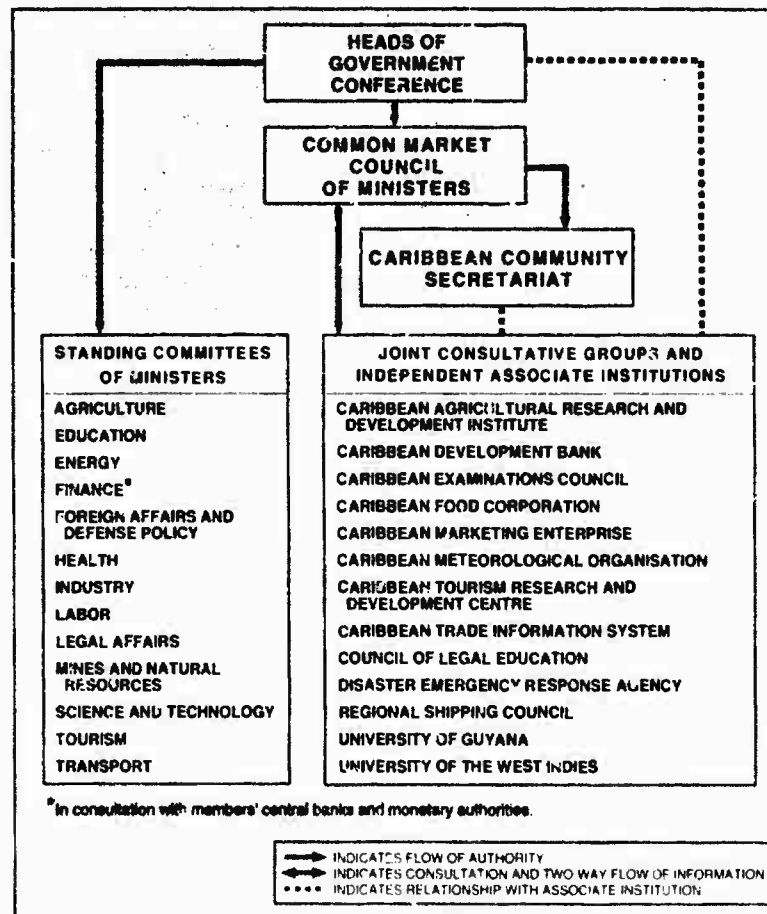 HEADS OF
GOVERNMENT
CONFERENCE
COMMON MARKET
COUNCIL
OF MINISTERS
CARIBBEAN COMMUNITY
SECRETARIAT
STANDING COMMITTEES
OF MINISTERS
AGRICULTURE
EDUCATION
ENERGY
FINANCE*
FOREIGN AFFAIRS AND
DEFENSE POLICY
HEALTH
INDUSTRY
LABOR
LEGAL AFFAIRS
MINES AND NATURAL
RESOURCES
SCIENCE AND TECHNOLOGY
TOURISM
TRANSPORT
JOINT CONSULTATIVE GROUPS AND
INDEPENDENT ASSOCIATE INSTITUTIONS
CARIBBEAN AGRICULTURAL RESEARCH AND
DEVELOPMENT INSTITUTE
CARIBBEAN DEVELOPMENT BANK
CARIBBEAN EXAMINATIONS COUNCIL
CARIBBEAN FOOD CORPORATION
CARIBBEAN MARKETING ENTERPRISE
CARIBBEAN METEOROLOGICAL ORGANISATION
CARIBBEAN TOURISM RESEARCH AND
DEVELOPMENT CENTRE
CARIBBEAN TRADE INFORMATION SYSTEM
COUNCIL OF LEGAL EDUCATION
DISASTER EMERGENCY RESPONSE AGENCY
REGIONAL SHIPPING COUNCIL
UNIVERSITY OF GUYANA
UNIVERSITY OF THE WEST INDIES
*In consultation with members' central banks and monetary authorities.
INDICATES FLOW OF AUTHORITY
INDICATES CONSULTATION AND TWO WAY FLOW OF INFORMATION
INDICATES RELATIONSHIP WITH ASSOCIATE INSTITUTION